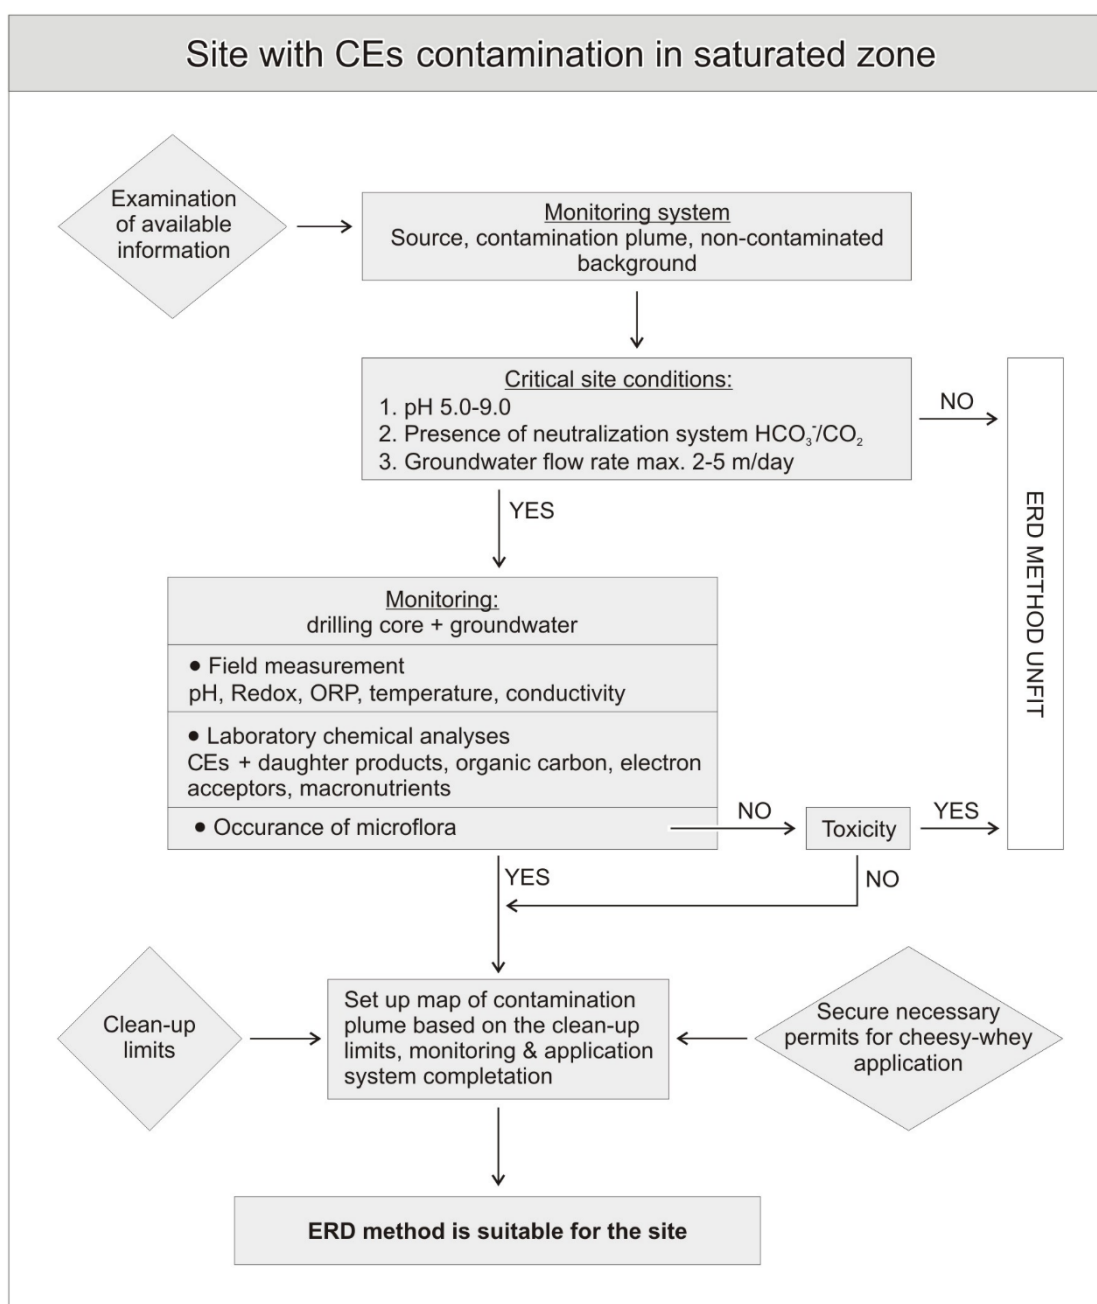 Site with CEs contamination in saturated zone
Examination
of available
information
Monitoring system
Source, contamination plume, non-contaminated
background
Critical site conditions:
1. pH 5.0-9.0
2. Presence of neutralization system HCO₃⁻/CO₂
3. Groundwater flow rate max. 2-5 m/day
NO
ERD METHOD UNFIT
YES
Monitoring:
drilling core + groundwater
● Field measurement
pH, Redox, ORP, temperature, conductivity
● Laboratory chemical analyses
CEs + daughter products, organic carbon, electron
acceptors, macronutrients
● Occurance of microflora
NO
Toxicity
YES
YES
NO
Clean-up
limits
Set up map of contamination
plume based on the clean-up
limits, monitoring & application
system completation
Secure necessary
permits for cheesy-whey
application
ERD method is suitable for the site